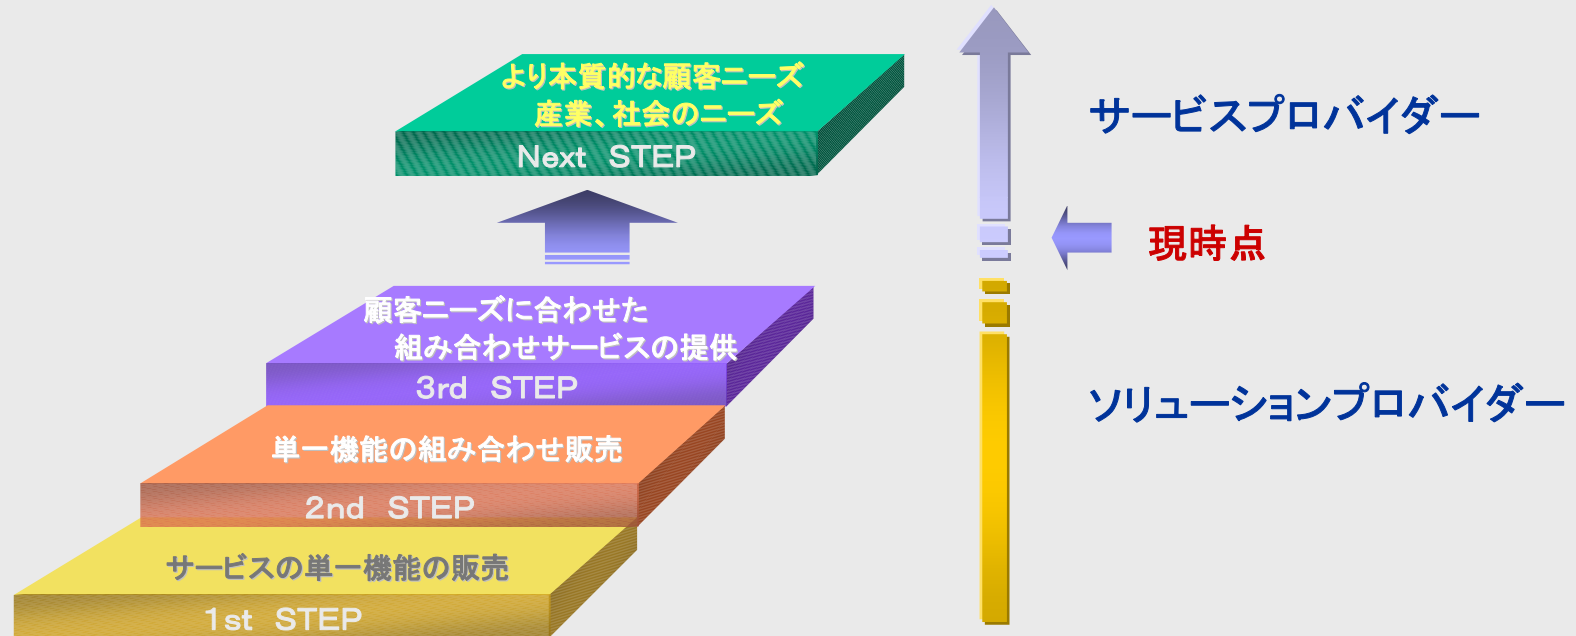 より本質的な顧客ニーズ
産業、社会のニーズ
Next STEP
顧客ニーズに合わせた
組み合わせサービスの提供
3rd STEP
単一機能の組み合わせ販売
2nd STEP
サービスの単一機能の販売
1st STEP
サービスプロバイダー
現時点
ソリューションプロバイダー